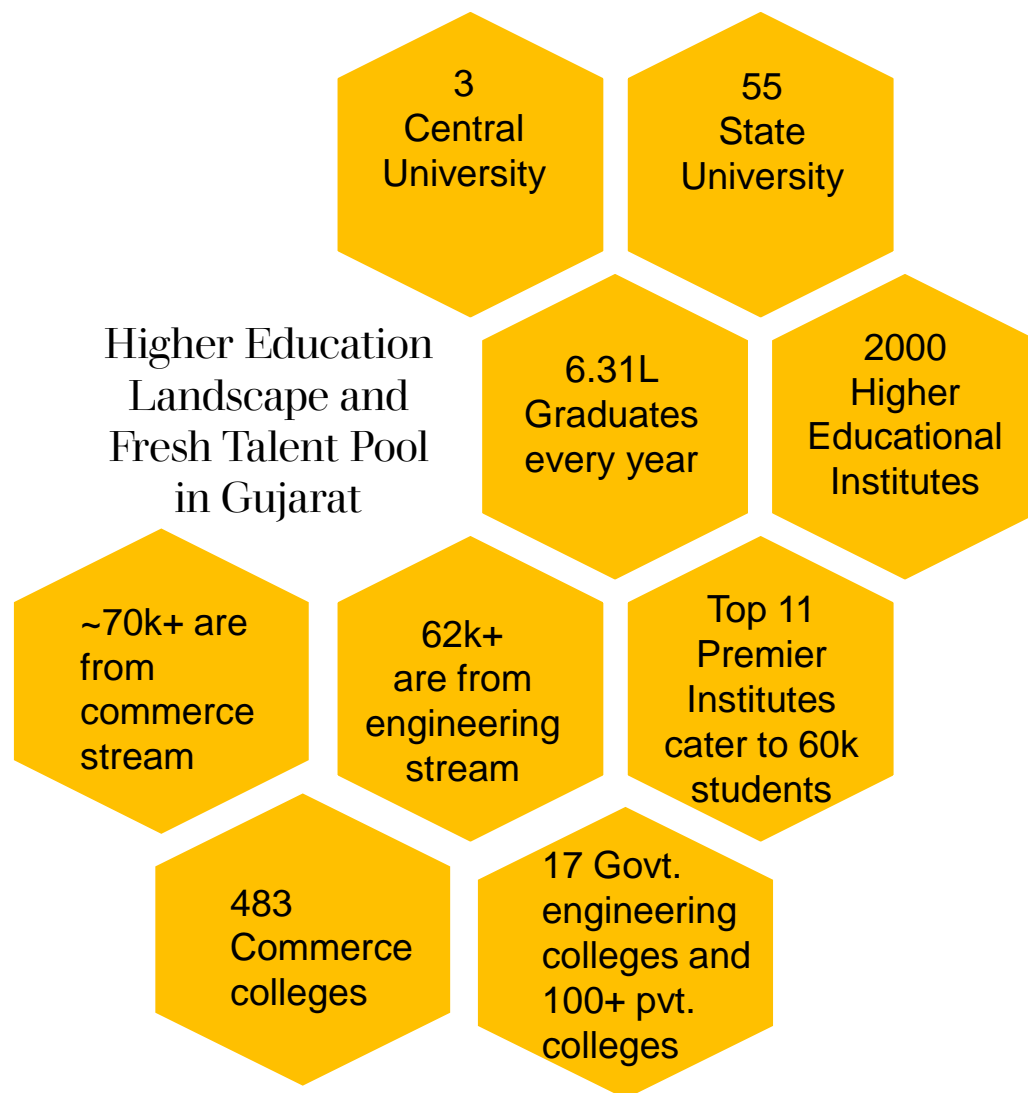 3
Central
University
55
State
University
Higher Education
Landscape and
Fresh Talent Pool
in Gujarat
6.31L
Graduates
every year
2000
Higher
Educational
Institutes
~70k+ are
from
commerce
stream
62k+
are from
engineering
stream
Top 11
Premier
Institutes
cater to 60k
students
483
Commerce
colleges
17 Govt.
engineering
colleges and
100+ pvt.
colleges